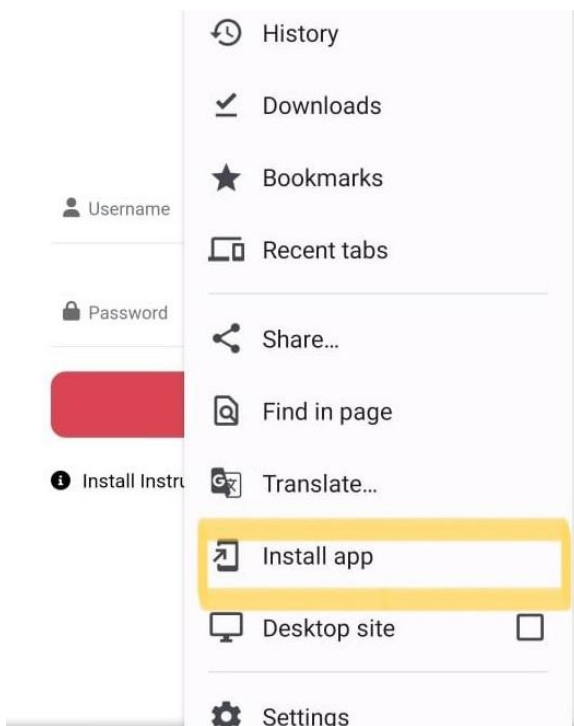 History
Downloads
Bookmarks
Username
Recent tabs
Password
Share...
Find in page
Install Instru
Translate...
Install app
Desktop site
Settings